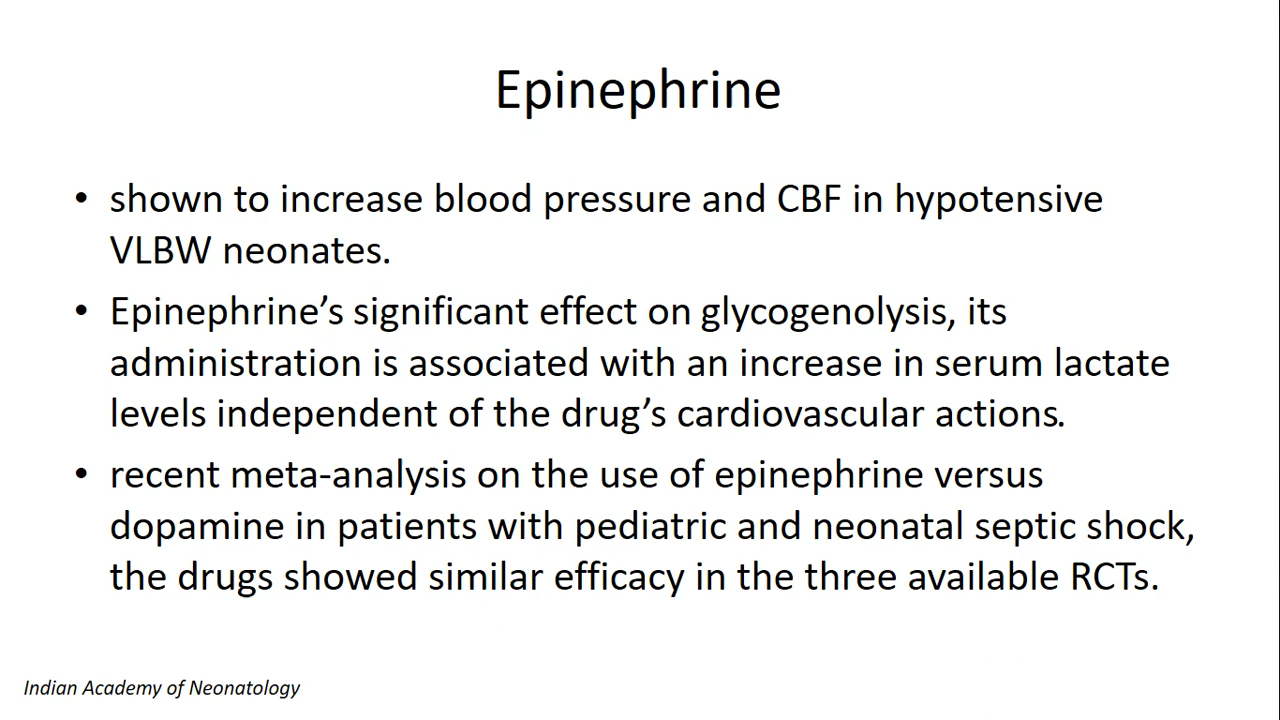 Epinephrine
• shown to increase blood pressure and CBF in hypotensive
VLBW neonates.
• Epinephrine’s significant effect on glycogenolysis, its
administration is associated with an increase in serum lactate
levels independent of the drug’s cardiovascular actions.
• recent meta-analysis on the use of epinephrine versus
dopamine in patients with pediatric and neonatal septic shock,
the drugs showed similar efficacy in the three available RCTs.
Indian Academy of Neonatology